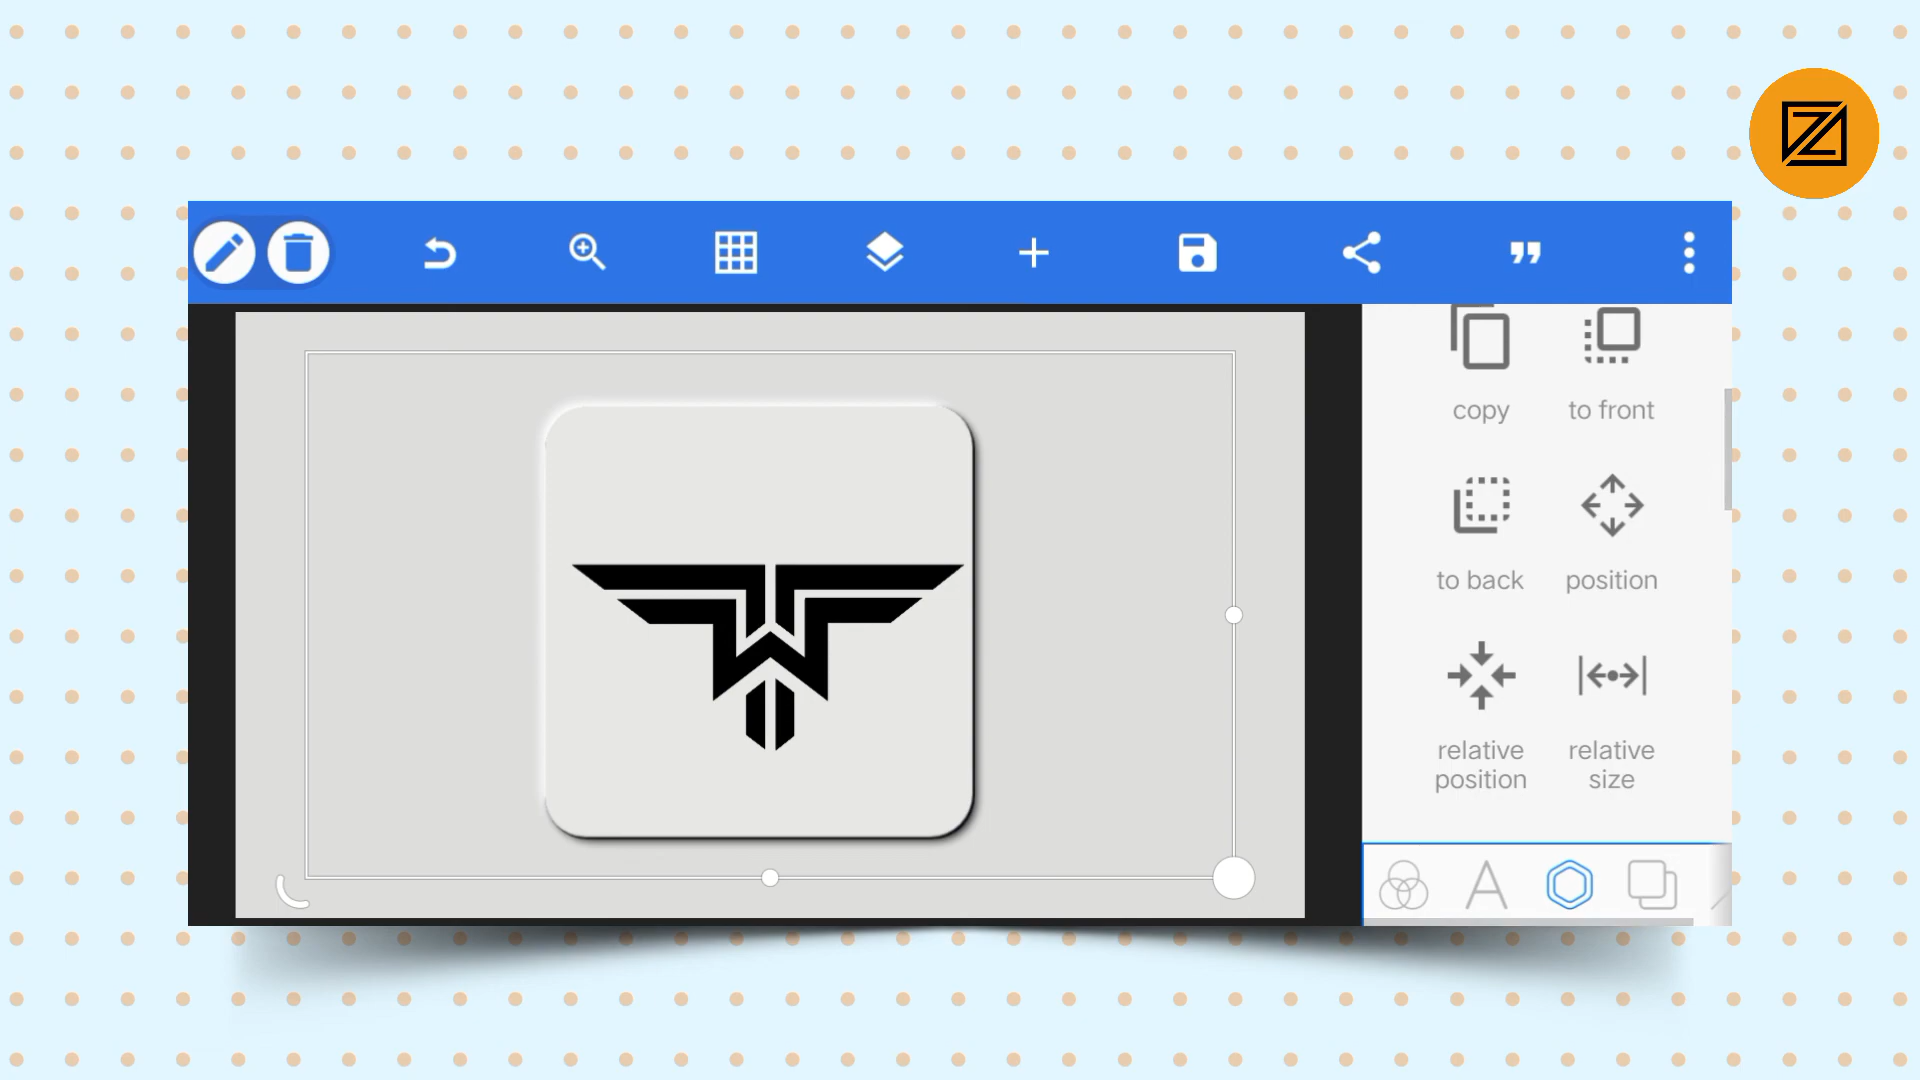 copy
to front
to back
position
relative
position
relative
size